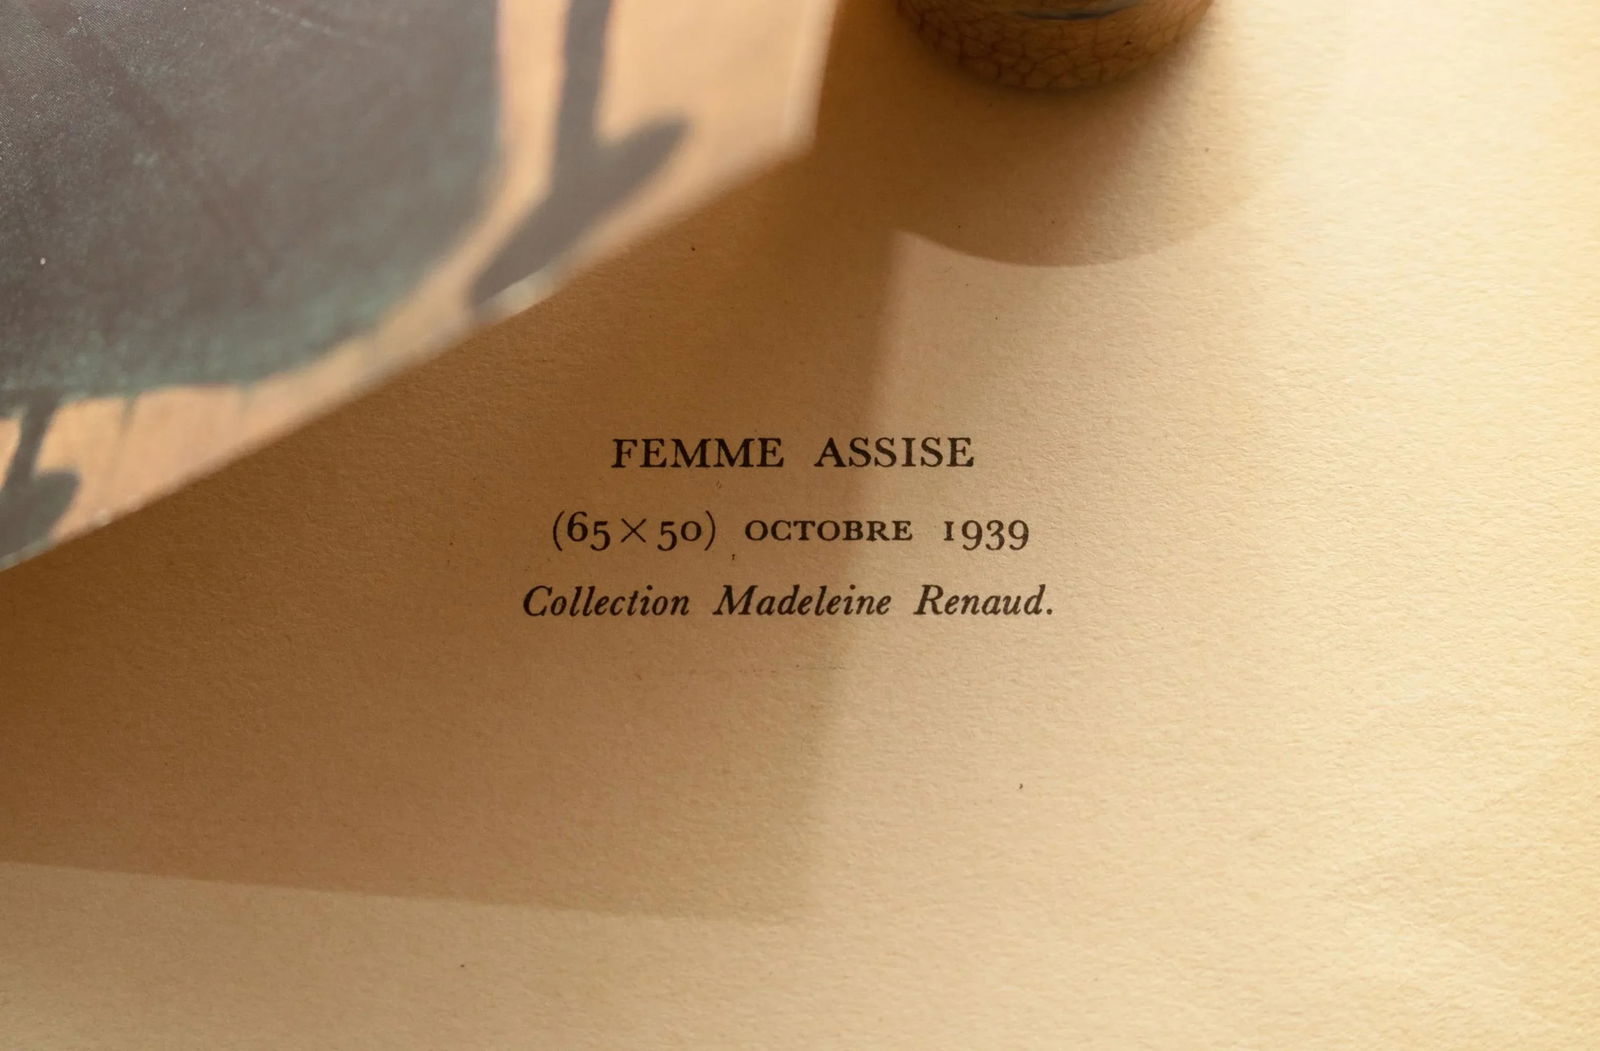 FEMME ASSISE
(65×50) OCTOBRE 1939
Collection Madeleine Renaud.